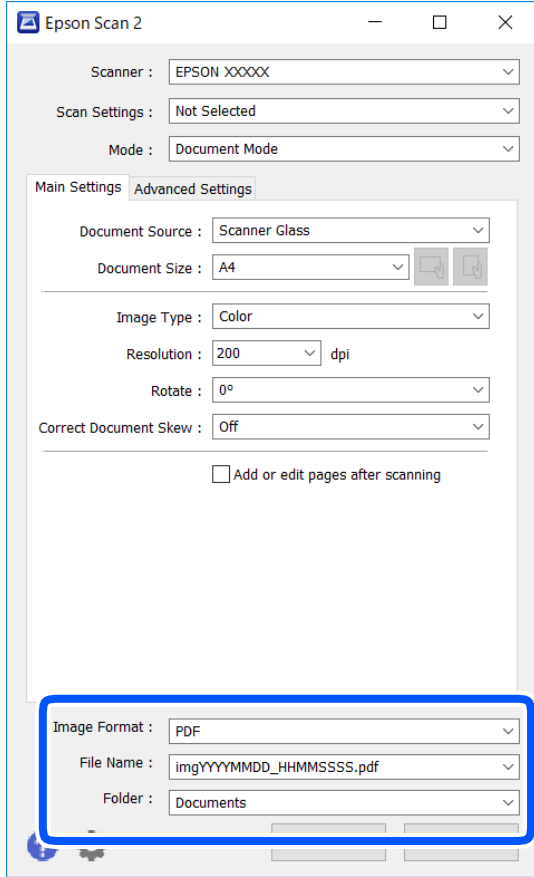 Epson Scan 2
Scanner : EPSON XXXXX
Scan Settings : Not Selected
Mode : Document Mode
Main Settings Advanced Settings
Document Source : Scanner Glass
Document Size : A4
Image Type : Color
Resolution : 200 dpi
Rotate : 0°
Correct Document Skew : Off
Add or edit pages after scanning
Image Format : PDF
File Name : imgYYYYMMDD_HHMMSSSS.pdf
Folder : Documents